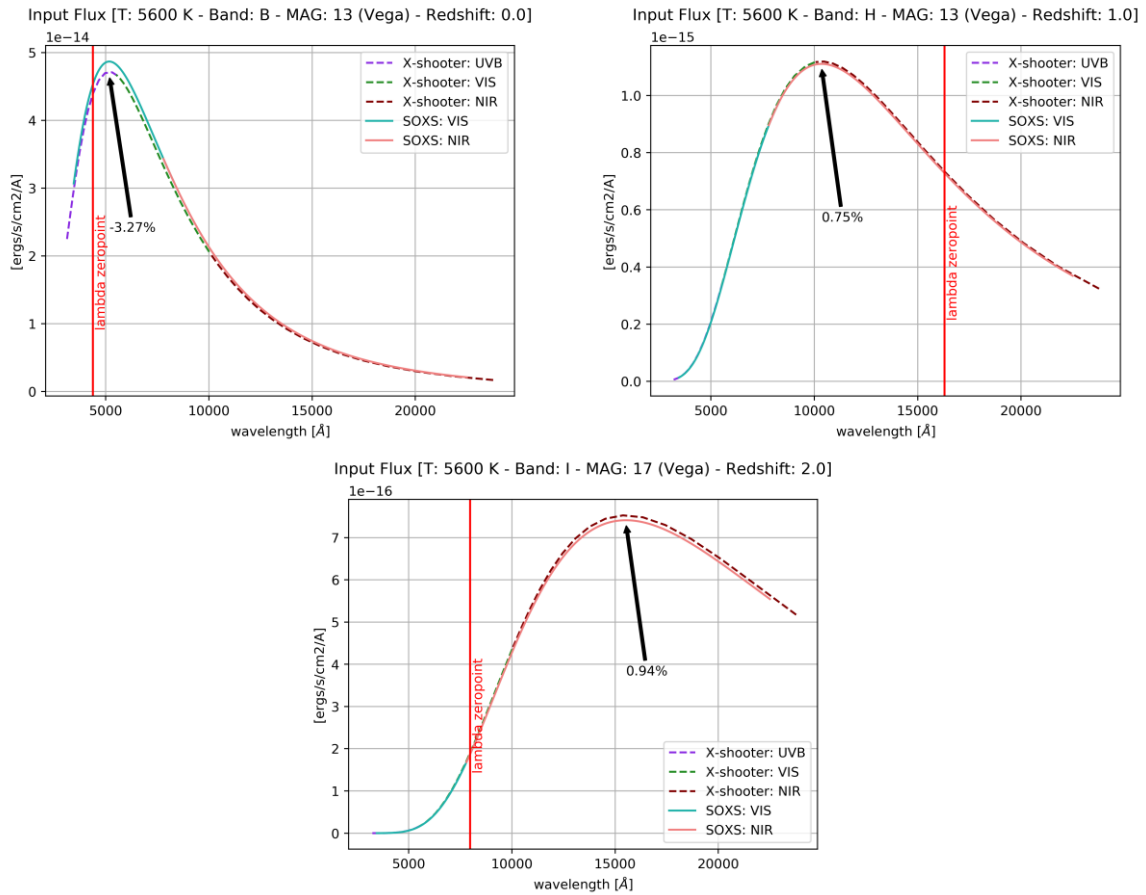 Input Flux [T: 5600 K - Band: B - MAG: 13 (Vega) - Redshift: 0.0]
1e−14
[ergs/s/cm2/A]
5
4
3
2
1
0
X-shooter: UVB
X-shooter: VIS
X-shooter: NIR
SOXS: VIS
SOXS: NIR
-3.27%
lambda zeropoint
5000 10000 15000 20000
wavelength [Å]
Input Flux [T: 5600 K - Band: H - MAG: 13 (Vega) - Redshift: 1.0]
1e−15
[ergs/s/cm2/A]
1.0
0.8
0.6
0.4
0.2
0.0
X-shooter: UVB
X-shooter: VIS
X-shooter: NIR
SOXS: VIS
SOXS: NIR
0.75%
lambda zeropoint
5000 10000 15000 20000
wavelength [Å]
Input Flux [T: 5600 K - Band: I - MAG: 17 (Vega) - Redshift: 2.0]
1e−16
[ergs/s/cm2/A]
7
6
5
4
3
2
1
0
0.94%
lambda zeropoint
X-shooter: UVB
X-shooter: VIS
X-shooter: NIR
SOXS: VIS
SOXS: NIR
5000 10000 15000 20000
wavelength [Å]